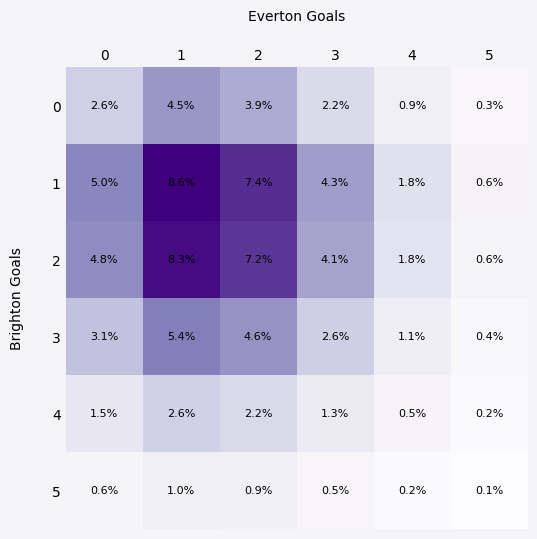 Everton Goals
0 1 2 3 4 5
0 2.6% 4.5% 3.9% 2.2% 0.9% 0.3%
1 5.0% 8.6% 7.4% 4.3% 1.8% 0.6%
2 4.8% 8.3% 7.2% 4.1% 1.8% 0.6%
3 3.1% 5.4% 4.6% 2.6% 1.1% 0.4%
4 1.5% 2.6% 2.2% 1.3% 0.5% 0.2%
5 0.6% 1.0% 0.9% 0.5% 0.2% 0.1%
Brighton Goals